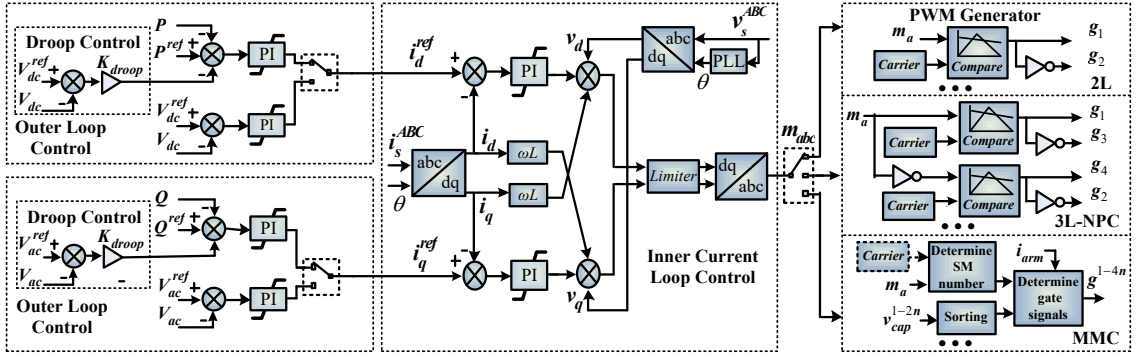 Droop Control
P
P^ref
V_dc^ref
K_droop
V_dc
PI
V_dc^ref
V_dc
PI
Outer Loop
Control
Droop Control
Q
Q^ref
V_ac^ref
K_droop
V_ac
PI
V_ac^ref
V_ac
PI
Outer Loop
Control
i_d^ref
PI
v_d
abc
dq
v_s^ABC
PLL
θ
i_s^ABC
abc
dq
θ
i_d
ωL
i_q
ωL
i_q^ref
PI
v_q
Limiter
dq
abc
m_abc
Inner Current
Loop Control
PWM Generator
m_a
Carrier
Compare
g_1
g_2
2L
m_a
Carrier
Compare
g_1
g_3
Carrier
Compare
g_4
g_2
3L-NPC
Carrier
m_a
Determine
SM
number
i_arm
Determine
gate
signals
g^1-4n
v_cap^1-2n
Sorting
MMC